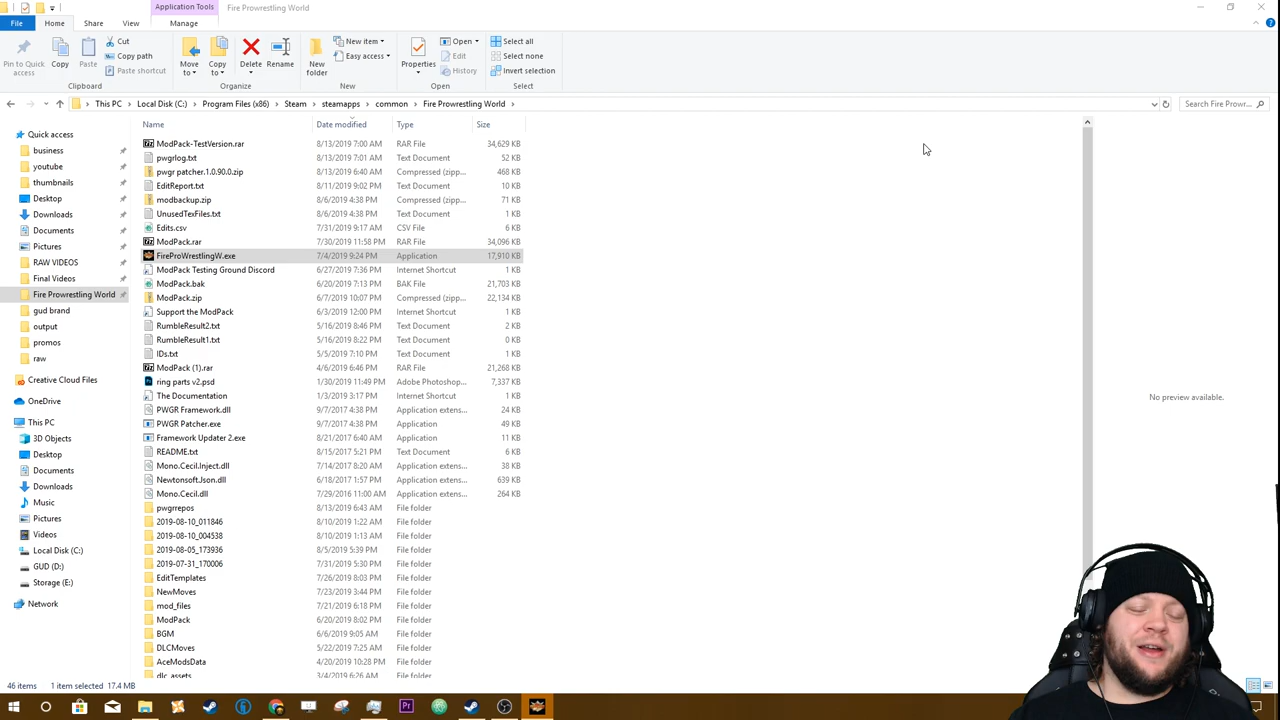 Application Tools
Fire Prowrestling World
File
Home
Share
View
Manage
Pin to Quick access
Copy
Paste
Cut
Copy path
Paste shortcut
Clipboard
Move to
Copy to
Delete
Rename
Organize
New folder
New item
Easy access
New
Properties
Open
Edit
History
Open
Select all
Select none
Invert selection
Select
This PC > Local Disk (C:) > Program Files (x86) > Steam > steamapps > common > Fire Prowrestling World >
Search Fire Prowr...
Name Date modified Type Size
Quick access
business
youtube
thumbnails
Desktop
Downloads
Documents
Pictures
RAW VIDEOS
Final Videos
Fire Prowrestling World
gud brand
output
promos
raw
Creative Cloud Files
OneDrive
This PC
3D Objects
Desktop
Documents
Downloads
Music
Pictures
Videos
Local Disk (C:)
GUD (D:)
Storage (E:)
Network
ModPack-TestVersion.rar 8/13/2019 7:00 AM RAR File 34,629 KB
pwgrlog.txt 8/13/2019 7:01 AM Text Document 52 KB
pwgr patcher.1.0.90.0.zip 8/13/2019 6:40 AM Compressed (zipp... 468 KB
EditReport.txt 8/11/2019 9:02 PM Text Document 10 KB
modbackup.zip 8/6/2019 4:38 PM Compressed (zipp... 71 KB
UnusedTexFiles.txt 8/6/2019 4:38 PM Text Document 1 KB
Edits.csv 7/31/2019 9:17 AM CSV File 6 KB
ModPack.rar 7/30/2019 11:58 PM RAR File 34,096 KB
FireProWrestlingW.exe 7/4/2019 9:24 PM Application 17,910 KB
ModPack Testing Ground Discord 6/27/2019 7:36 PM Internet Shortcut 1 KB
ModPack.bak 6/20/2019 7:13 PM BAK File 21,703 KB
ModPack.zip 6/7/2019 10:07 PM Compressed (zipp... 22,134 KB
Support the ModPack 6/3/2019 12:00 PM Internet Shortcut 1 KB
RumbleResult2.txt 5/16/2019 8:46 PM Text Document 2 KB
RumbleResult1.txt 5/16/2019 8:22 PM Text Document 0 KB
IDs.txt 5/5/2019 7:10 PM Text Document 1 KB
ModPack (1).rar 4/6/2019 6:46 PM RAR File 21,268 KB
ring parts v2.psd 1/30/2019 11:49 PM Adobe Photoshop... 7,337 KB
The Documentation 1/3/2019 3:17 PM Internet Shortcut 1 KB
PWGR Framework.dll 9/7/2017 4:38 PM Application extens... 24 KB
PWGR Patcher.exe 9/7/2017 4:38 PM Application 49 KB
Framework Updater 2.exe 8/21/2017 6:40 AM Application 11 KB
README.txt 8/15/2017 5:21 PM Text Document 6 KB
Mono.Cecil.Inject.dll 7/14/2017 8:20 AM Application extens... 38 KB
Newtonsoft.Json.dll 6/18/2017 1:57 PM Application extens... 639 KB
Mono.Cecil.dll 7/29/2016 11:00 AM Application extens... 264 KB
pwgrrepos 8/13/2019 6:43 AM File folder
2019-08-10_011846 8/10/2019 1:22 AM File folder
2019-08-10_004538 8/10/2019 1:13 AM File folder
2019-08-05_173936 8/5/2019 5:39 PM File folder
2019-07-31_170006 7/31/2019 5:30 PM File folder
EditTemplates 7/26/2019 8:03 PM File folder
NewMoves 7/23/2019 3:44 PM File folder
mod_files 7/21/2019 6:18 PM File folder
ModPack 6/20/2019 8:02 PM File folder
BGM 6/6/2019 9:05 AM File folder
DLCMoves 5/22/2019 7:25 AM File folder
AceModsData 4/20/2019 10:28 PM File folder
dlc_assets 3/4/2019 6:26 AM File folder
No preview available.
46 items 1 item selected 17.4 MB